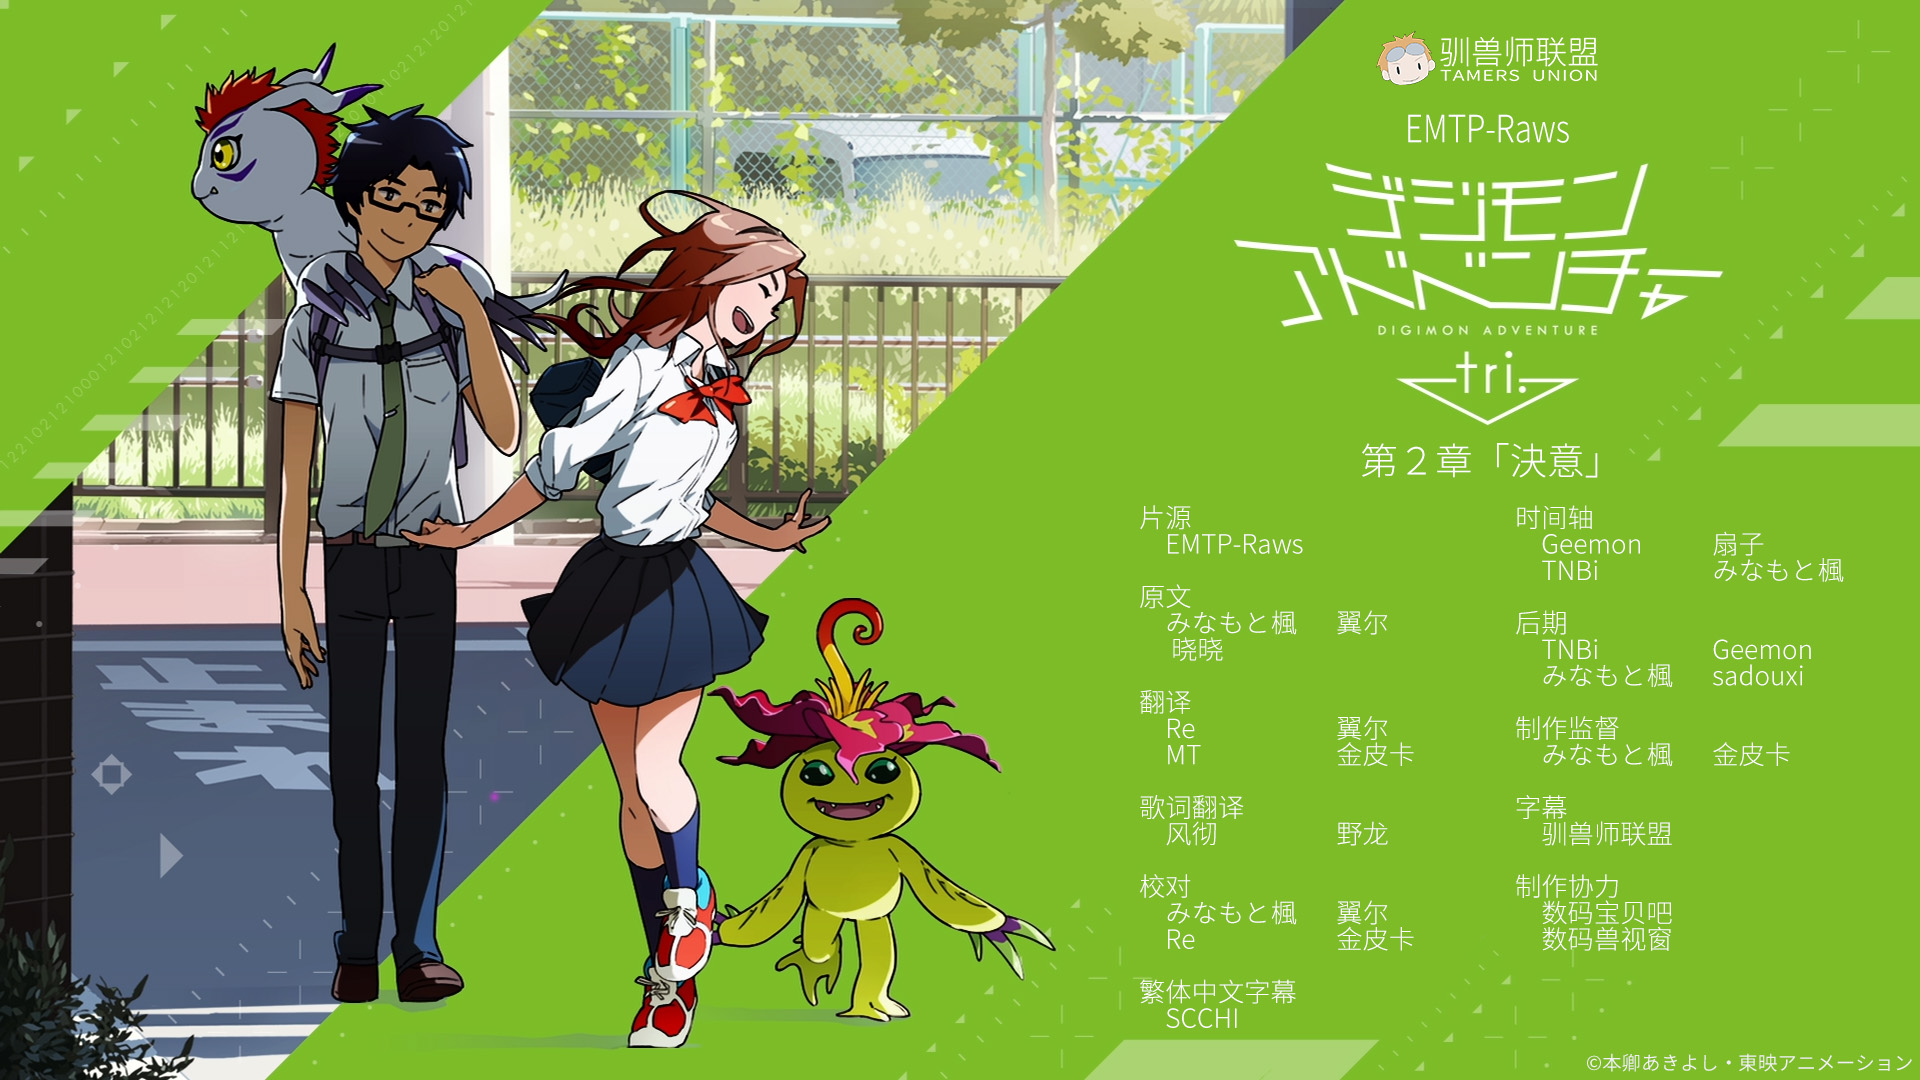 驯兽师联盟
TAMERS UNION
EMTP-Raws
デジモン
アドベンチャー
DIGIMON ADVENTURE
tri.
第2章「決意」
片源
EMTP-Raws
原文
みなもと楓 翼尔
晓晓
翻译
Re 翼尔
MT 金皮卡
歌词翻译
风彻 野龙
校对
みなもと楓 翼尔
Re 金皮卡
繁体中文字幕
SCCHI
时间轴
Geemon 扇子
TNBi みなもと楓
后期
TNBi Geemon
みなもと楓 sadouxi
制作监督
みなもと楓 金皮卡
字幕
驯兽师联盟
制作协力
数码宝贝吧
数码兽视窗
©本郷あきよし・東映アニメーション
止まれ